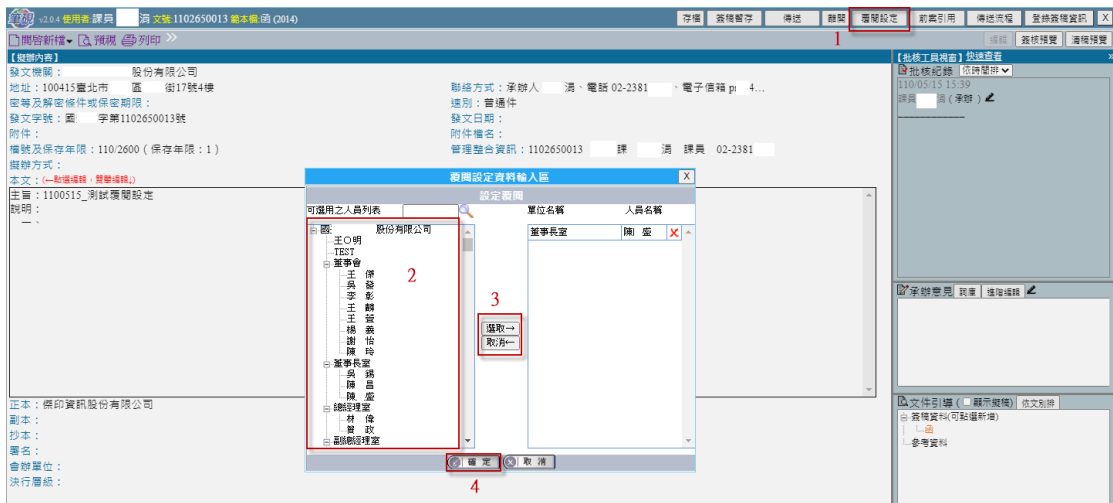 v2.0.4 使用者:課員 涓 文號:1102650013 範本稿:函 (2014)
存檔 簽稿暫存 傳送 離開 覆閱設定 前案引用 傳送流程 登錄簽稿資訊 X
1
開啓新檔 預視 列印
編輯 簽核預覽 清稿預覽
【擬辦內容】
發文機關: 股份有限公司
地址:100415臺北市 區 街17號4樓
聯絡方式:承辦人 涓、電話 02-2381 、電子信箱 p 4...
密等及解密條件或保密期限:
速別:普通件
發文字號:國 字第1102650013號
發文日期:
附件:
附件檔名:
檔號及保存年限:110/2600(保存年限:1)
管理整合資訊:1102650013 課 涓 課員 02-2381
擬辦方式:
本文:(←點選編輯,雙擊編輯↓)
主旨:1100515_測試覆閱設定
說明:
一、
覆閱設定資料輸入區 X
設定覆閱
可選用之人員列表
單位名稱 人員名稱
國 股份有限公司
王○明
TEST
董事會
王 傑
吳 發
李 彰
王 麟
王 萱
楊 義
謝 怡
陳 玲
董事長室
吳 錫
陳 昌
陳 盛
總經理室
林 偉
管 政
副總經理室
2
3
選取→
取消←
董事長室 陳 盛 X
確 定 取 消
4
正本:傑印資訊股份有限公司
副本:
抄本:
署名:
會辦單位:
決行層級:
【批核工具視窗】快速查看 »
批核紀錄 依時間排
110/05/15 15:39
課員 涓(承辦)
承辦意見 詞庫 進階編輯
文件引導(顯示擬稿) 依文別排
簽稿資料(可點選新增)
函
參考資料